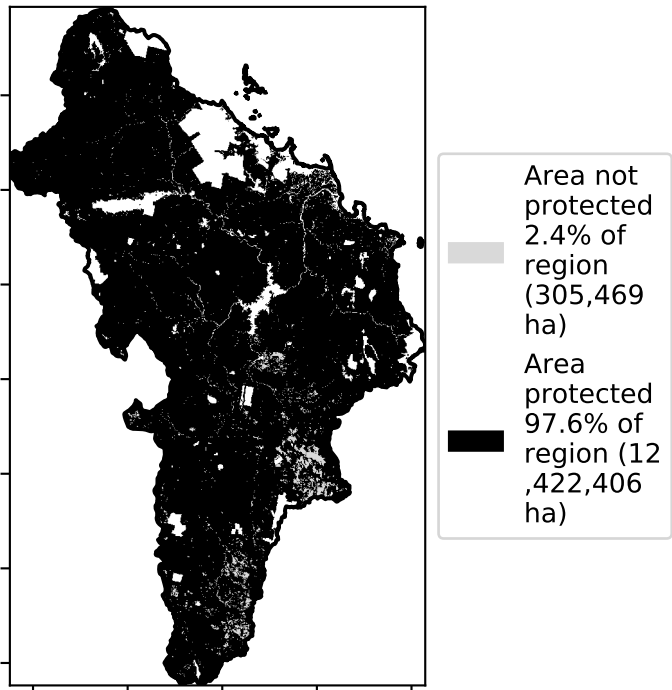 Area not
protected
2.4% of
region
(305,469
ha)
Area
protected
97.6% of
region (12
,422,406
ha)